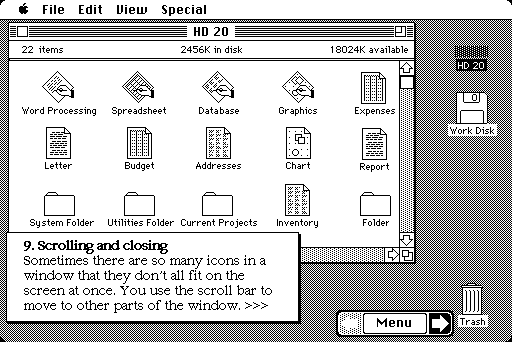 File Edit View Special
HD 20
22 items 2456K in disk 18024K available
Word Processing Spreadsheet Database Graphics Expenses
Letter Budget Addresses Chart Report
System Folder Utilities Folder Current Projects Inventory Folder
HD 20
Work Disk
Trash
9. Scrolling and closing
Sometimes there are so many icons in a
window that they don't all fit on the
screen at once. You use the scroll bar to
move to other parts of the window. >>>
Menu